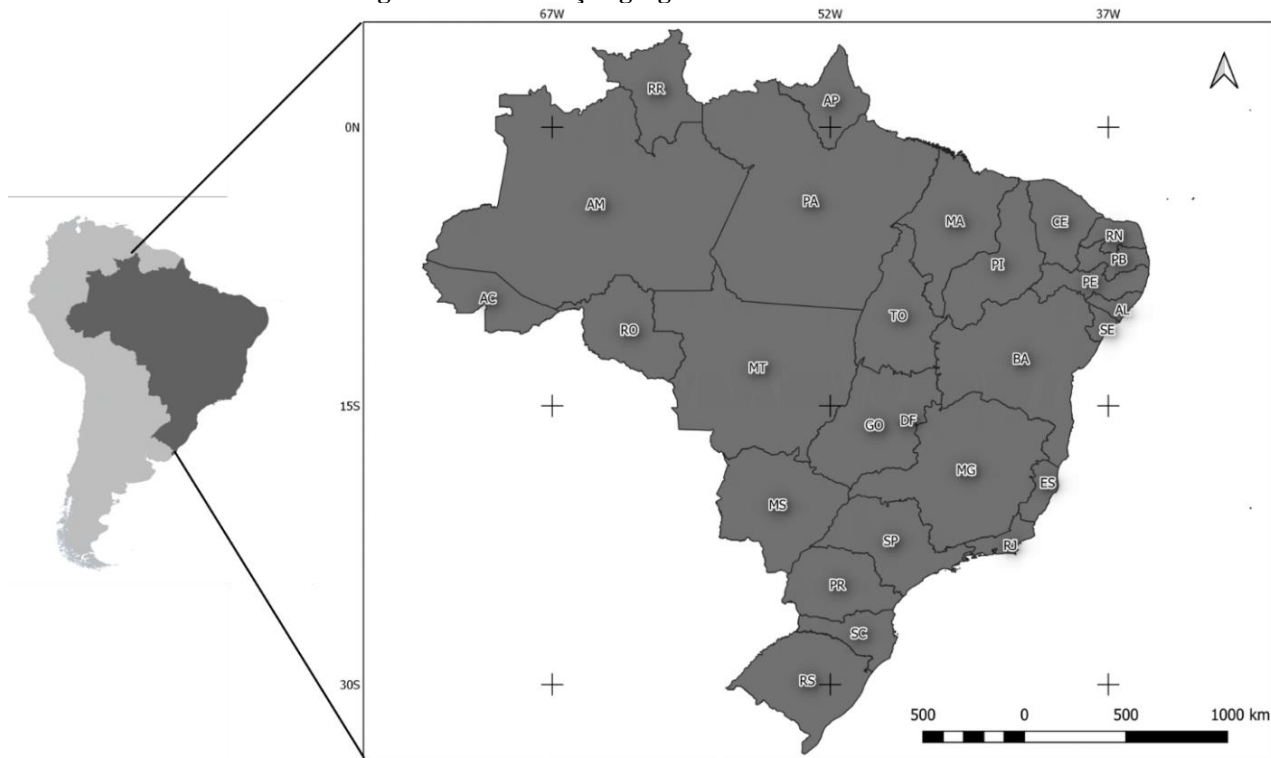 67W 52W 37W
RR
AP
0N
AM
PA
MA
CE
RN
PB
PI
PE
AC
AL
TO
SE
RO
BA
MT
15S
GO
DF
MG
ES
MS
SP
RJ
PR
SC
RS
30S
500 0 500 1000 km